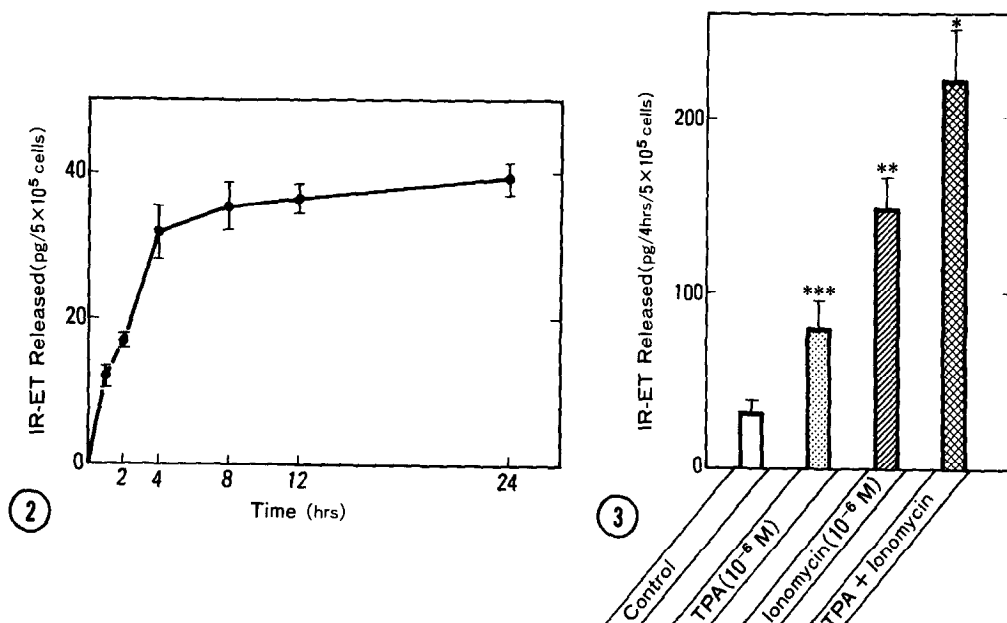 IR-ET Released(pg/5×10⁵ cells)
40
20
0
2 4 8 12 24
Time (hrs)
2
IR-ET Released(pg/4hrs/5×10⁵ cells)
200
100
0
***
**
*
Control
TPA(10⁻⁶ M)
Ionomycin(10⁻⁶ M)
TPA + Ionomycin
3